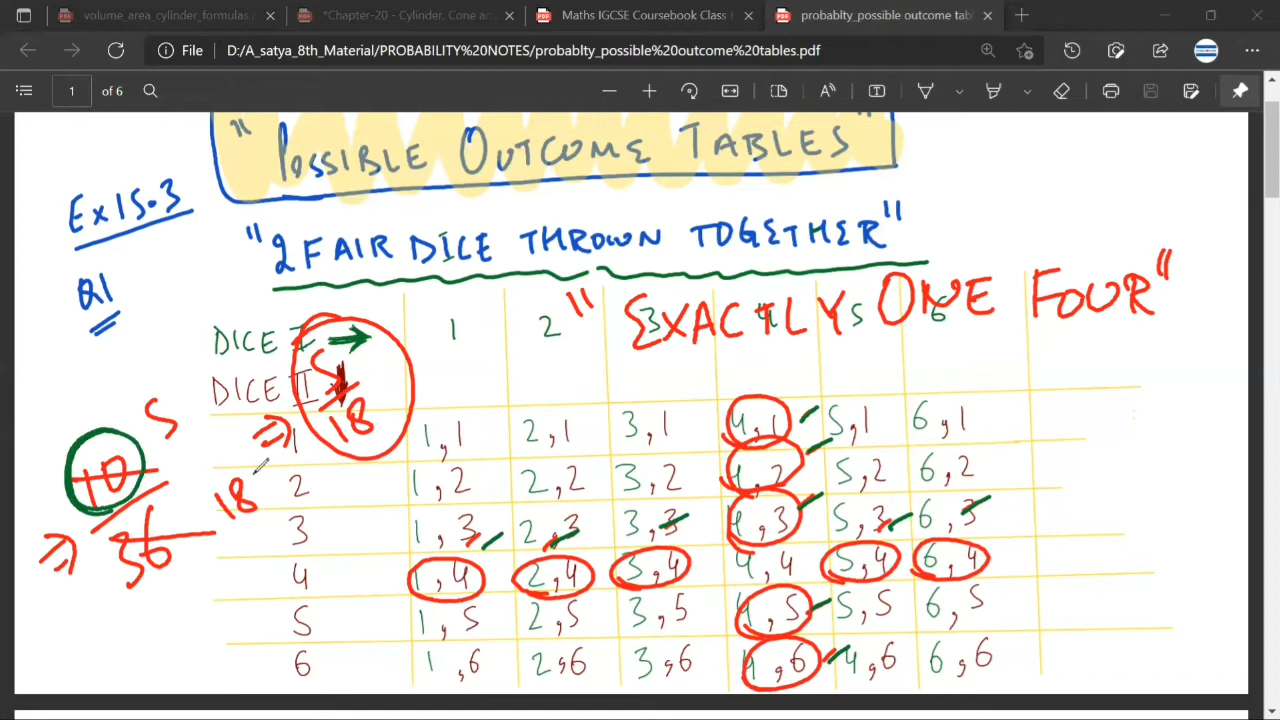 volume_area_cylinder_formulas.p
*Chapter-20 - Cylinder, Cone an
Maths IGCSE Coursebook Class
probablty_possible outcome tab
File D:/A_satya_8th_Material/PROBABILITY%20NOTES/probablty_possible%20outcome%20tables.pdf
1 of 6
"POSSIBLE OUTCOME TABLES"
Ex15.3
"2 FAIR DICE THROWN TOGETHER"
Q1
"EXACTLY ONE FOUR"
DICE I → 1 2 3 4 5 6
DICE II ↓
5/18
⇒ 10/36
5
18
1 1,1 2,1 3,1 4,1 5,1 6,1
2 1,2 2,2 3,2 4,2 5,2 6,2
3 1,3 2,3 3,3 4,3 5,3 6,3
4 1,4 2,4 3,4 4,4 5,4 6,4
5 1,5 2,5 3,5 4,5 5,5 6,5
6 1,6 2,6 3,6 4,6 4,6 6,6